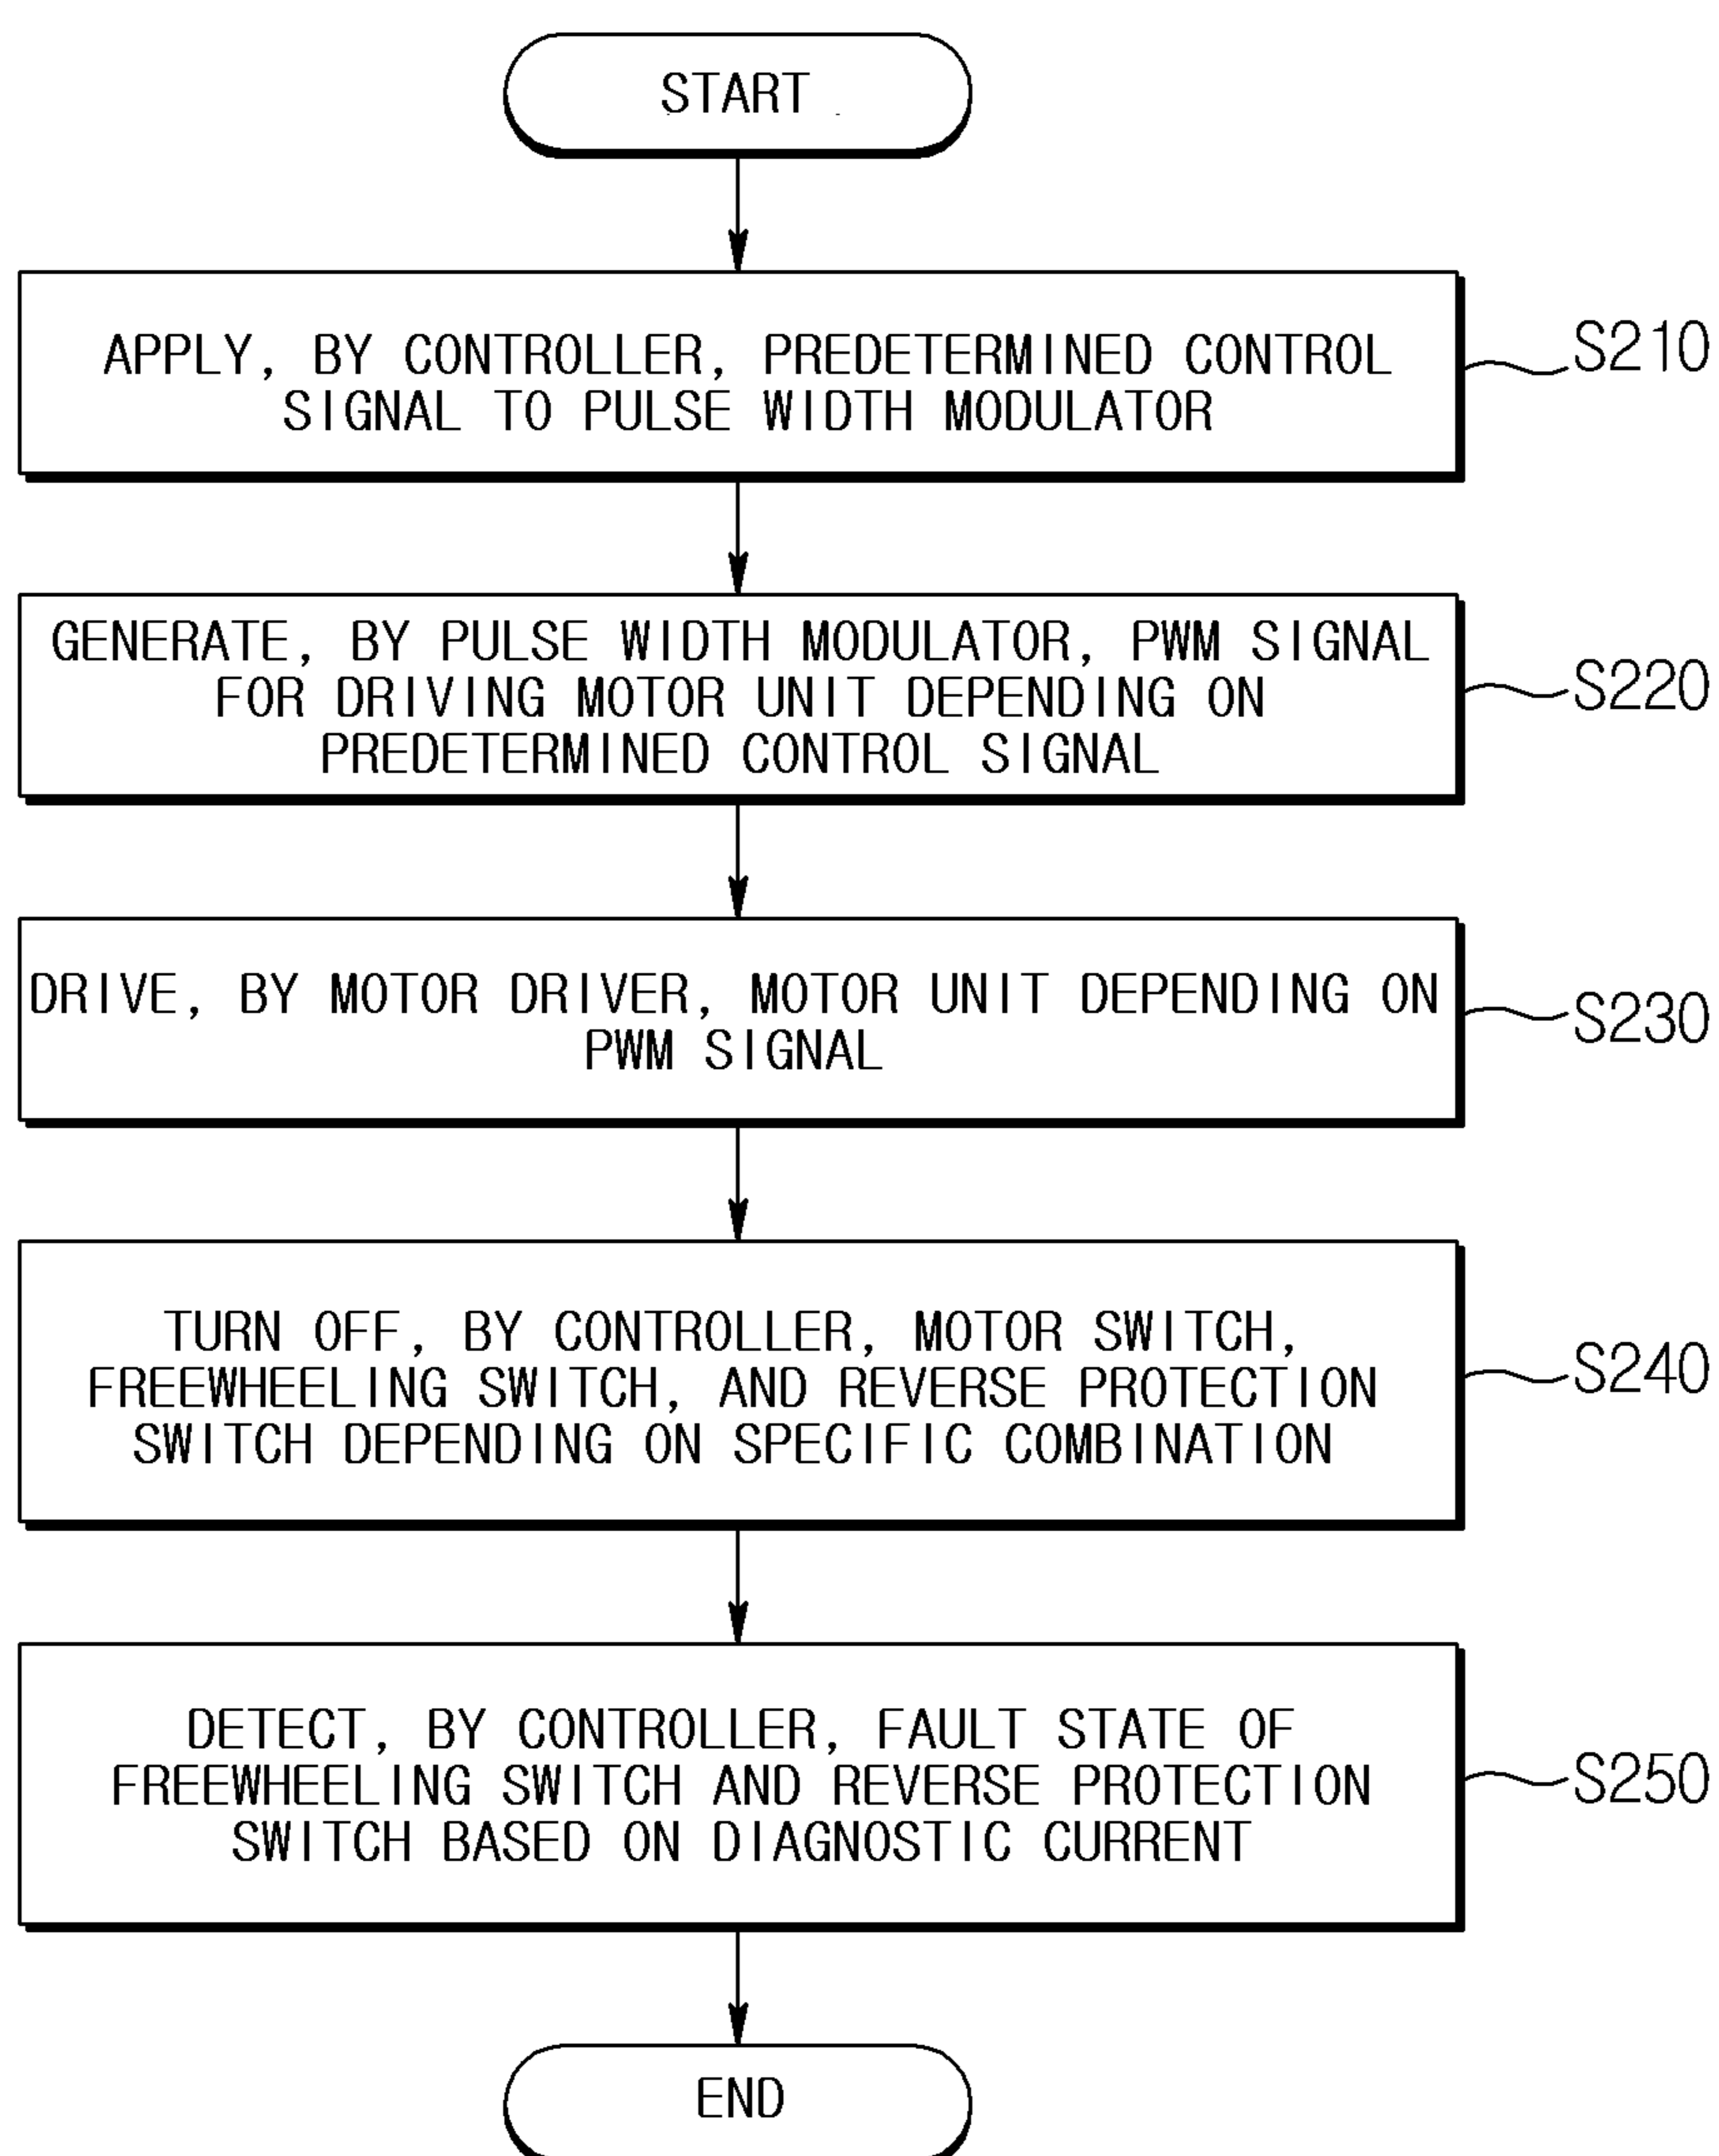 START
APPLY, BY CONTROLLER, PREDETERMINED CONTROL
SIGNAL TO PULSE WIDTH MODULATOR
S210
GENERATE, BY PULSE WIDTH MODULATOR, PWM SIGNAL
FOR DRIVING MOTOR UNIT DEPENDING ON
PREDETERMINED CONTROL SIGNAL
S220
DRIVE, BY MOTOR DRIVER, MOTOR UNIT DEPENDING ON
PWM SIGNAL
S230
TURN OFF, BY CONTROLLER, MOTOR SWITCH,
FREEWHEELING SWITCH, AND REVERSE PROTECTION
SWITCH DEPENDING ON SPECIFIC COMBINATION
S240
DETECT, BY CONTROLLER, FAULT STATE OF
FREEWHEELING SWITCH AND REVERSE PROTECTION
SWITCH BASED ON DIAGNOSTIC CURRENT
S250
END